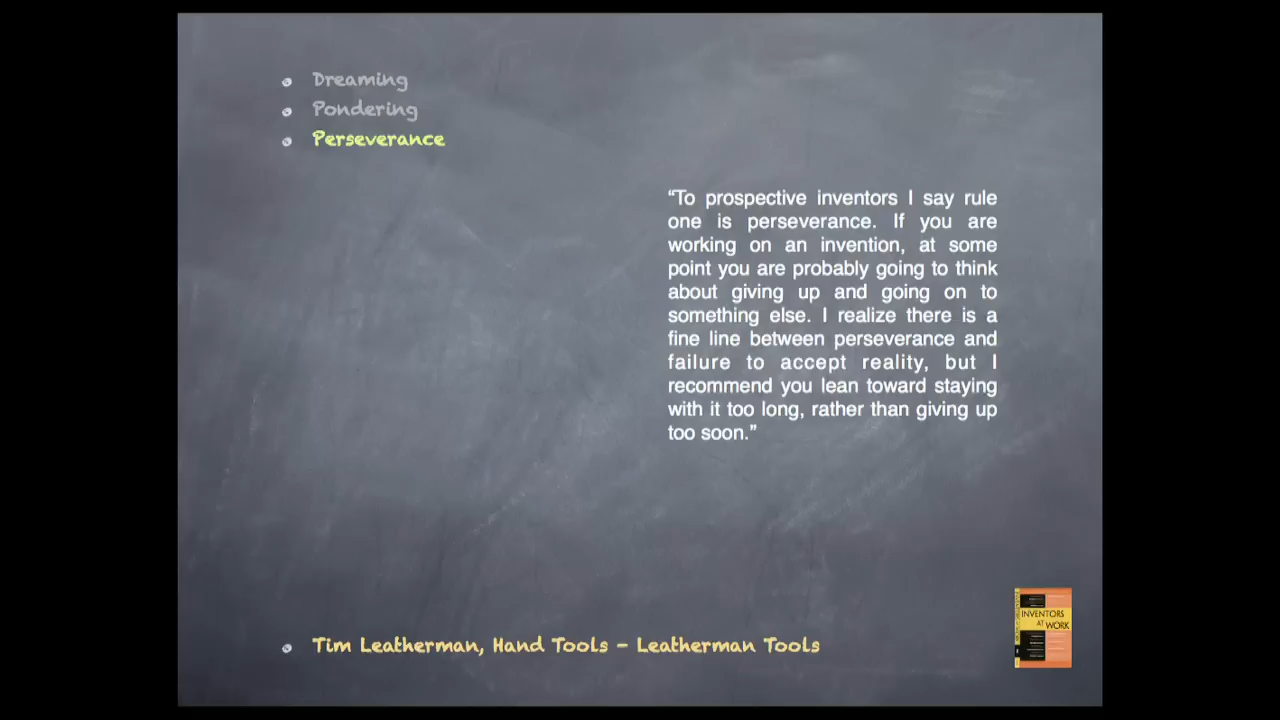 Dreaming
Pondering
Perseverance
“To prospective inventors I say rule
one is perseverance. If you are
working on an invention, at some
point you are probably going to think
about giving up and going on to
something else. I realize there is a
fine line between perseverance and
failure to accept reality, but I
recommend you lean toward staying
with it too long, rather than giving up
too soon.”
Tim Leatherman, Hand Tools – Leatherman Tools
INVENTORS
AT WORK